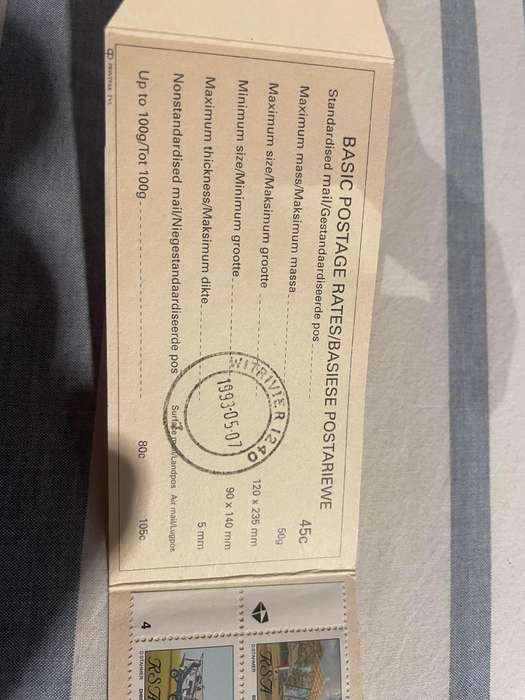 BASIC POSTAGE RATES/BASIESE POSTARIEWE
Standardised mail/Gestandaardiseerde pos 45c
Maximum mass/Maksimum massa 50g
Maximum size/Maksimum grootte 120 x 235 mm
Minimum size/Minimum grootte 90 x 140 mm
Maximum thickness/Maksimum dikte 5 mm
Nonstandardised mail/Niegestandaardiseerde pos Surface mail/Landpos Air mail/Lugpos
Up to 100g/Tot 100g 80c 105c
WITRIVIER 1240
1993-05-07
4
RSA
RSA